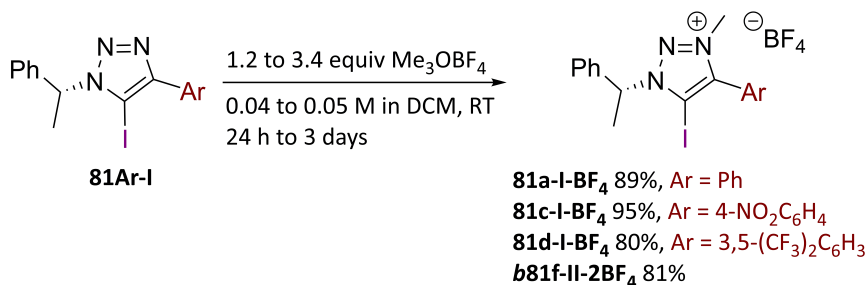 Ph
N
N=N
Ar
I
81Ar-I
1.2 to 3.4 equiv Me₃OBF₄
0.04 to 0.05 M in DCM, RT
24 h to 3 days
Ph
N
N=N
+
Ar
I
−
BF₄
81a-I-BF₄ 89%, Ar = Ph
81c-I-BF₄ 95%, Ar = 4-NO₂C₆H₄
81d-I-BF₄ 80%, Ar = 3,5-(CF₃)₂C₆H₃
b81f-II-2BF₄ 81%